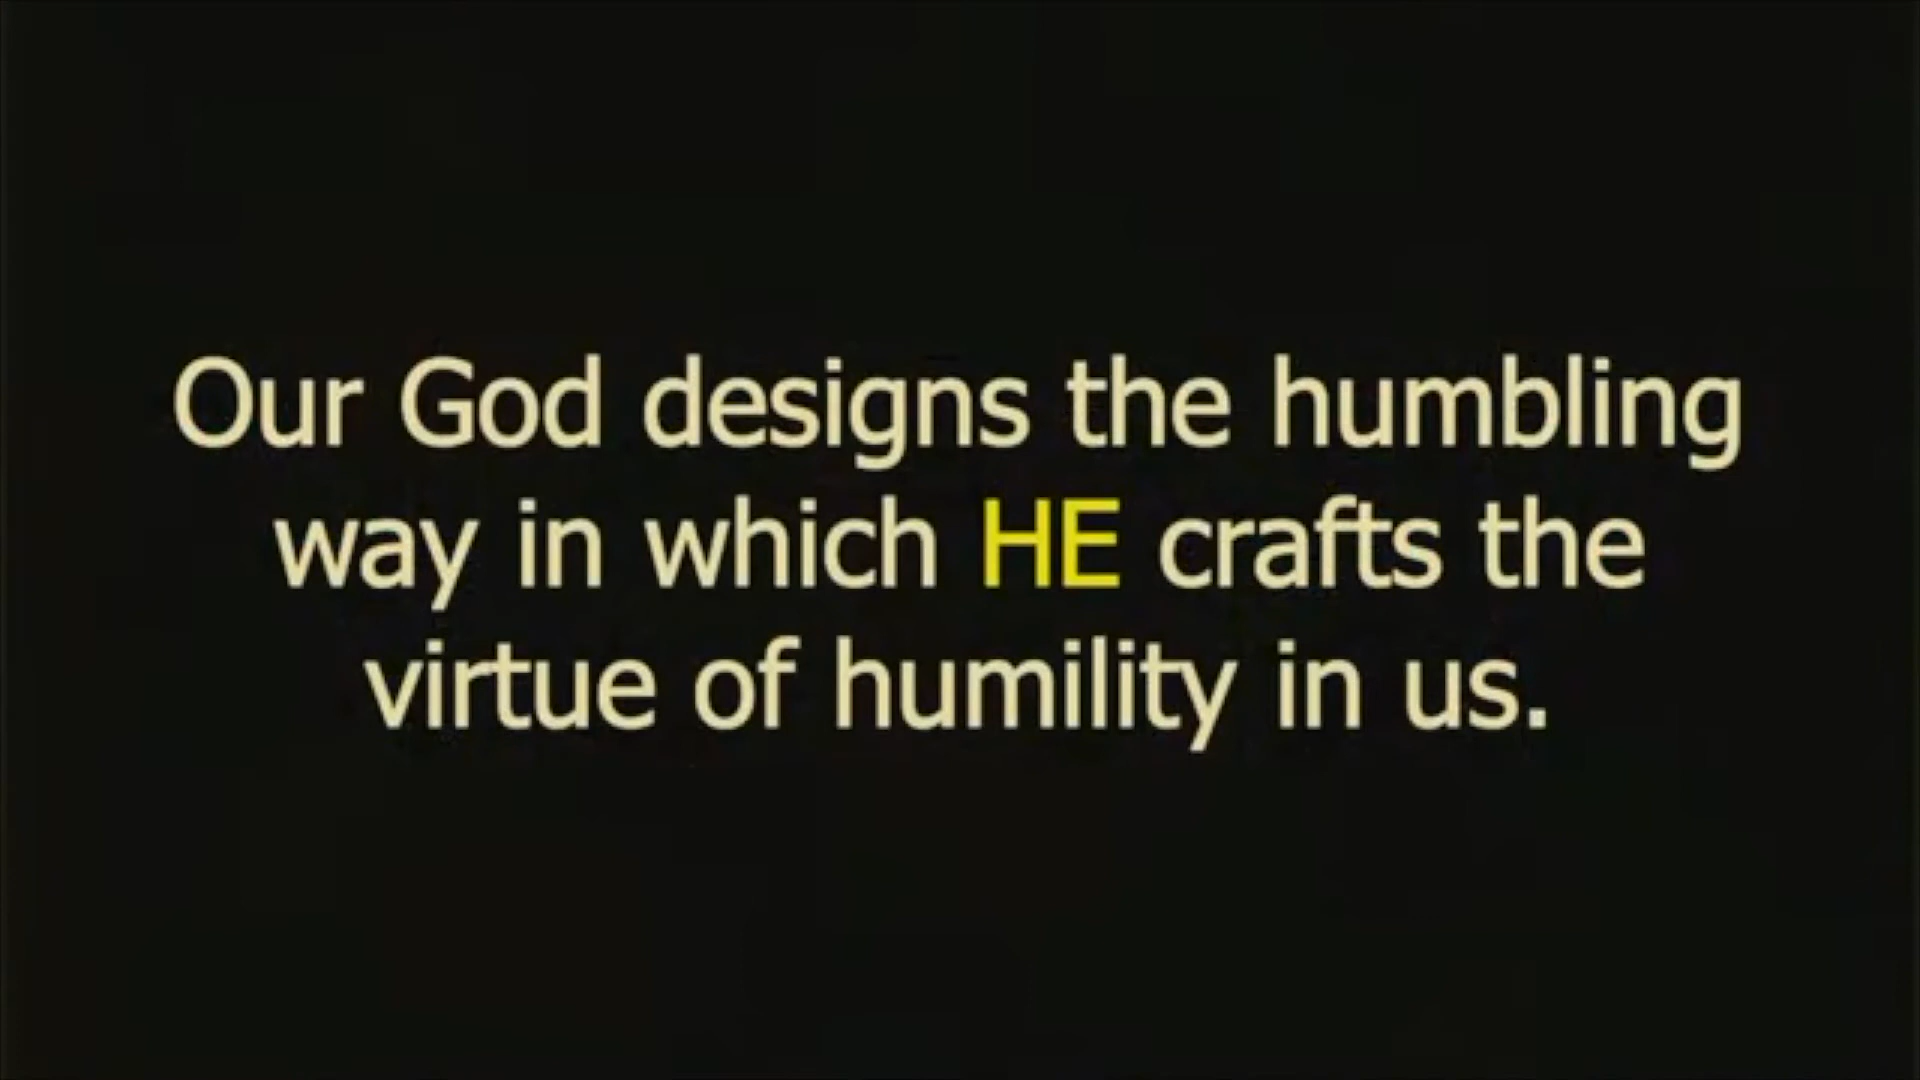 Our God designs the humbling
way in which HE crafts the
virtue of humility in us.